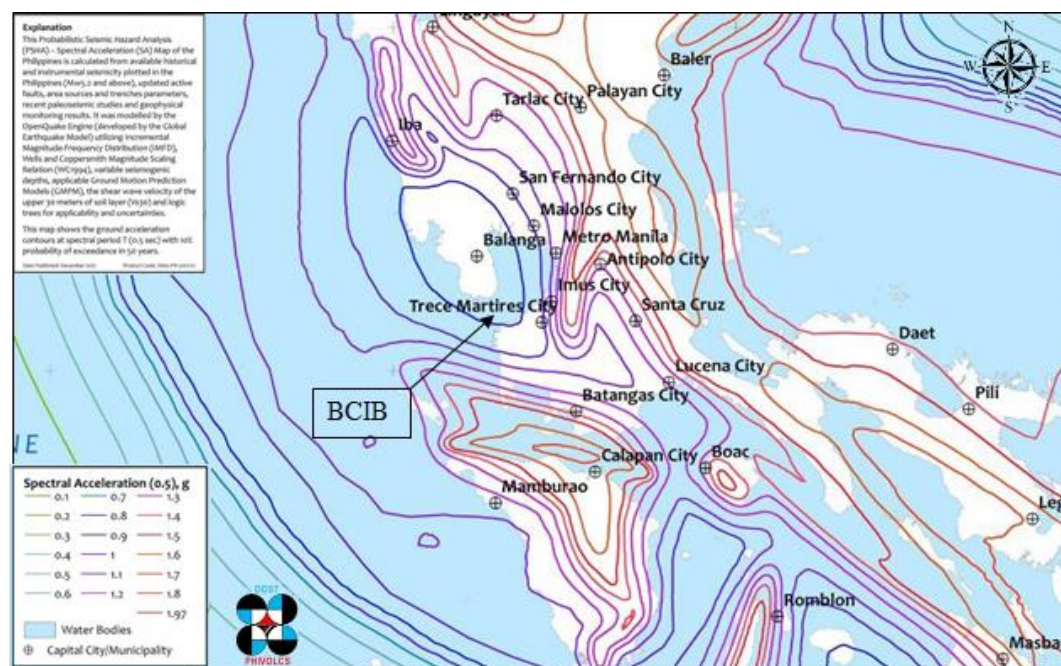 Explanation
This Probabilistic Seismic Hazard Analysis
(PSHA) – Spectral Acceleration (SA) Map of the
Philippines is calculated from available historical
and instrumental seismicity plotted in the
Philippines (Mw5.2 and above), updated active
faults, area sources and trenches parameters,
recent paleoseismic studies and geophysical
monitoring results. It was modelled by the
OpenQuake Engine (developed by the Global
Earthquake Model) utilizing Incremental
Magnitude Frequency Distribution (IMFD),
Wells and Coppersmith Magnitude Scaling
Relation (WC1994), variable seismogenic
depths, applicable Ground Motion Prediction
Models (GMPM), the shear wave velocity of the
upper 30 meters of soil layer (Vs30) and logic
trees for applicability and uncertainties.
This map shows the ground acceleration
contours at spectral period T (0.5 sec) with 10%
probability of exceedance in 50 years.
N
W E
S
Baler
Palayan City
Tarlac City
Iba
San Fernando City
Malolos City
Balanga
Metro Manila
Antipolo City
Imus City
Trece Martires City
Santa Cruz
Daet
Lucena City
BCIB
Batangas City
Pili
NE
Calapan City
Boac
Mamburao
Leg
Romblon
Masba
Spectral Acceleration (0.5), g
0.1 0.7 1.3
0.2 0.8 1.4
0.3 0.9 1.5
0.4 1 1.6
0.5 1.1 1.7
0.6 1.2 1.8
1.97
Water Bodies
Capital City/Municipality
DOST
PHIVOLCS